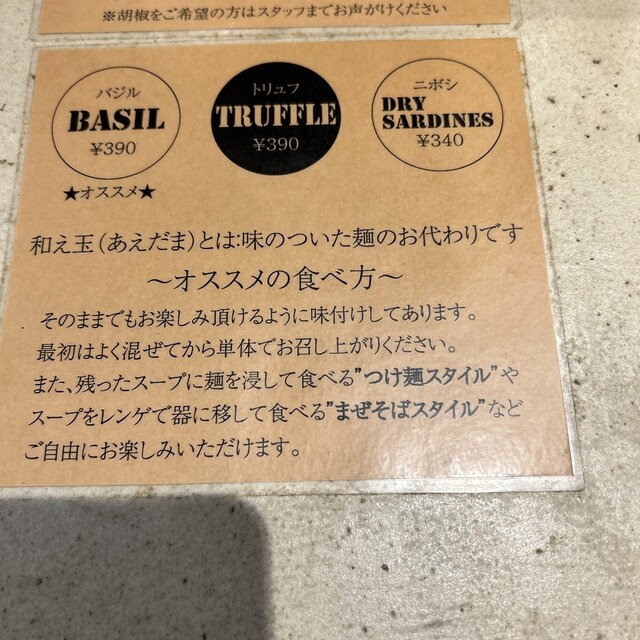 ※胡椒をご希望の方はスタッフまでお声がけください
バジル
BASIL
¥390
★オススメ★
トリュフ
TRUFFLE
¥390
ニボシ
DRY
SARDINES
¥340
和え玉(あえだま)とは:味のついた麺のお代わりです
～オススメの食べ方～
そのままでもお楽しみ頂けるように味付けしてあります。
最初はよく混ぜてから単体でお召し上がりください。
また、残ったスープに麺を浸して食べる"つけ麺スタイル"や
スープをレンゲで器に移して食べる"まぜそばスタイル"など
ご自由にお楽しみいただけます。